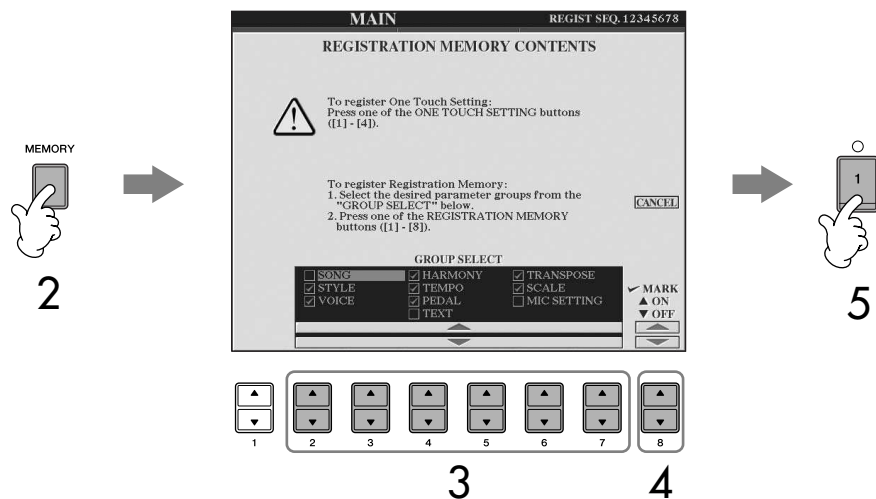 MAIN REGIST SEQ. 12345678
REGISTRATION MEMORY CONTENTS
To register One Touch Setting:
Press one of the ONE TOUCH SETTING buttons
([1] - [4]).
MEMORY
2
To register Registration Memory:
1. Select the desired parameter groups from the
"GROUP SELECT" below.
2. Press one of the REGISTRATION MEMORY
buttons ([1] - [8]).
CANCEL
GROUP SELECT
SONG HARMONY TRANSPOSE
STYLE TEMPO SCALE
VOICE PEDAL MIC SETTING
TEXT
MARK
▲ ON
▼ OFF
1
5
1 2 3 4 5 6 7 8
3 4